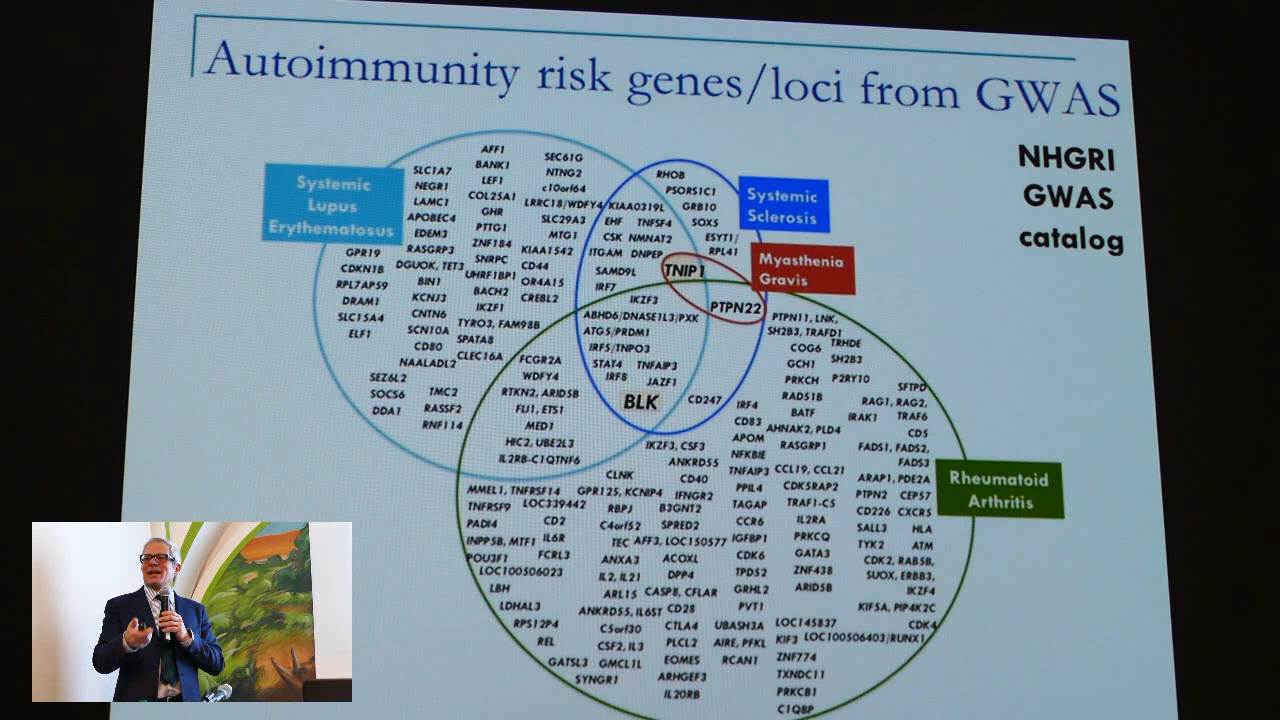 Autoimmunity risk genes/loci from GWAS
NHGRI
GWAS
catalog
Systemic
Lupus
Erythematosus
Systemic
Sclerosis
Myasthenia
Gravis
Rheumatoid
Arthritis
AFF1
BANK1
LEF1
COL25A1
GHR
PTTG1
ZNF184
SNRPC
UHRF1BP1
BACH2
IKZF1
TYRO3, FAM98B
SPATA8
CLEC16A
SEC61G
NTNG2
c10orf64
LRRC18/WDFY4
SLC29A3
MTG1
KIAA1542
CD44
OR4A15
CREBL2
SLC1A7
NEGR1
LAMC1
APOBEC4
EDEM3
RASGRP3
DGUOK, TET3
BIN1
KCNJ3
CNTN6
SCN10A
CD80
NAALADL2
GPR19
CDKN1B
RPL7AP59
DRAM1
SLC15A4
ELF1
SEZ6L2
SOCS6
DDA1
TMC2
RASSF2
RNF114
RHOB
PSORS1C1
GRB10
SOX5
ESYT1/
RPL41
KIAA0319L
EHF TNFSF4
CSK NMNAT2
ITGAM DNPEP
SAMD9L
IRF7
TNIP1
PTPN22
IKZF3
ABHD6/DNASE1L3/PXK
ATG5/PRDM1
IRF5/TNPO3
STAT4 TNFAIP3
IRF8 JAZF1
BLK
CD247
FCGR2A
WDFY4
RTKN2, ARID5B
FLI1, ETS1
MED1
HIC2, UBE2L3
IL2RB-C1QTNF6
PTPN11, LNK,
SH2B3, TRAFD1
COG6 TRHDE
GCH1 SH2B3
PRKCH P2RY10
RAD51B
BATF
AHNAK2, PLD4
RASGRP1
IRAK1
SFTPD
RAG1, RAG2,
TRAF6
CD5
FADS1, FADS2,
FADS3
ARAP1, PDE2A
PTPN2 CEP57
CD226 CXCR5
SALL3 HLA
TYK2 ATM
CDK2, RAB5B,
SUOX, ERBB3,
IKZF4
KIF5A, PIP4K2C
CDK4
IRF4
CD83
APOM
NFKBIE
TNFAIP3
PPIL4
TAGAP
CCR6
IGFBP1
CDK6
TPD52
GRHL2
PVT1
UBASH3A
AIRE, PFKL
RCAN1
CCL19, CCL21
CDK5RAP2
TRAF1-C5
IL2RA
PRKCQ
GATA3
ZNF438
ARID5B
LOC145837
KIF3 LOC100506403/RUNX1
ZNF774
TXNDC11
PRKCB1
C1QBP
IKZF3, CSF3
ANKRD55
CD40
IFNGR2
B3GNT2
SPRED2
AFF3, LOC150577
ACOXL
DPP4
CASP8, CFLAR
CD28
CTLA4
PLCL2
EOMES
ARHGEF3
IL20RB
CLNK
GPR125, KCNIP4
RBPJ
C4orf52
TEC
ANXA3
IL2, IL21
ARL15
ANKRD55, IL6ST
C5orf30
CSF2, IL3
GMCL1L
MMEL1, TNFRSF14
TNFRSF9 LOC339442
PADI4 CD2
INPP5B, MTF1 IL6R
POU3F1 FCRL3
LOC100506023
LBH
LDHAL3
RPS12P4
REL
GATSL3
SYNGR1